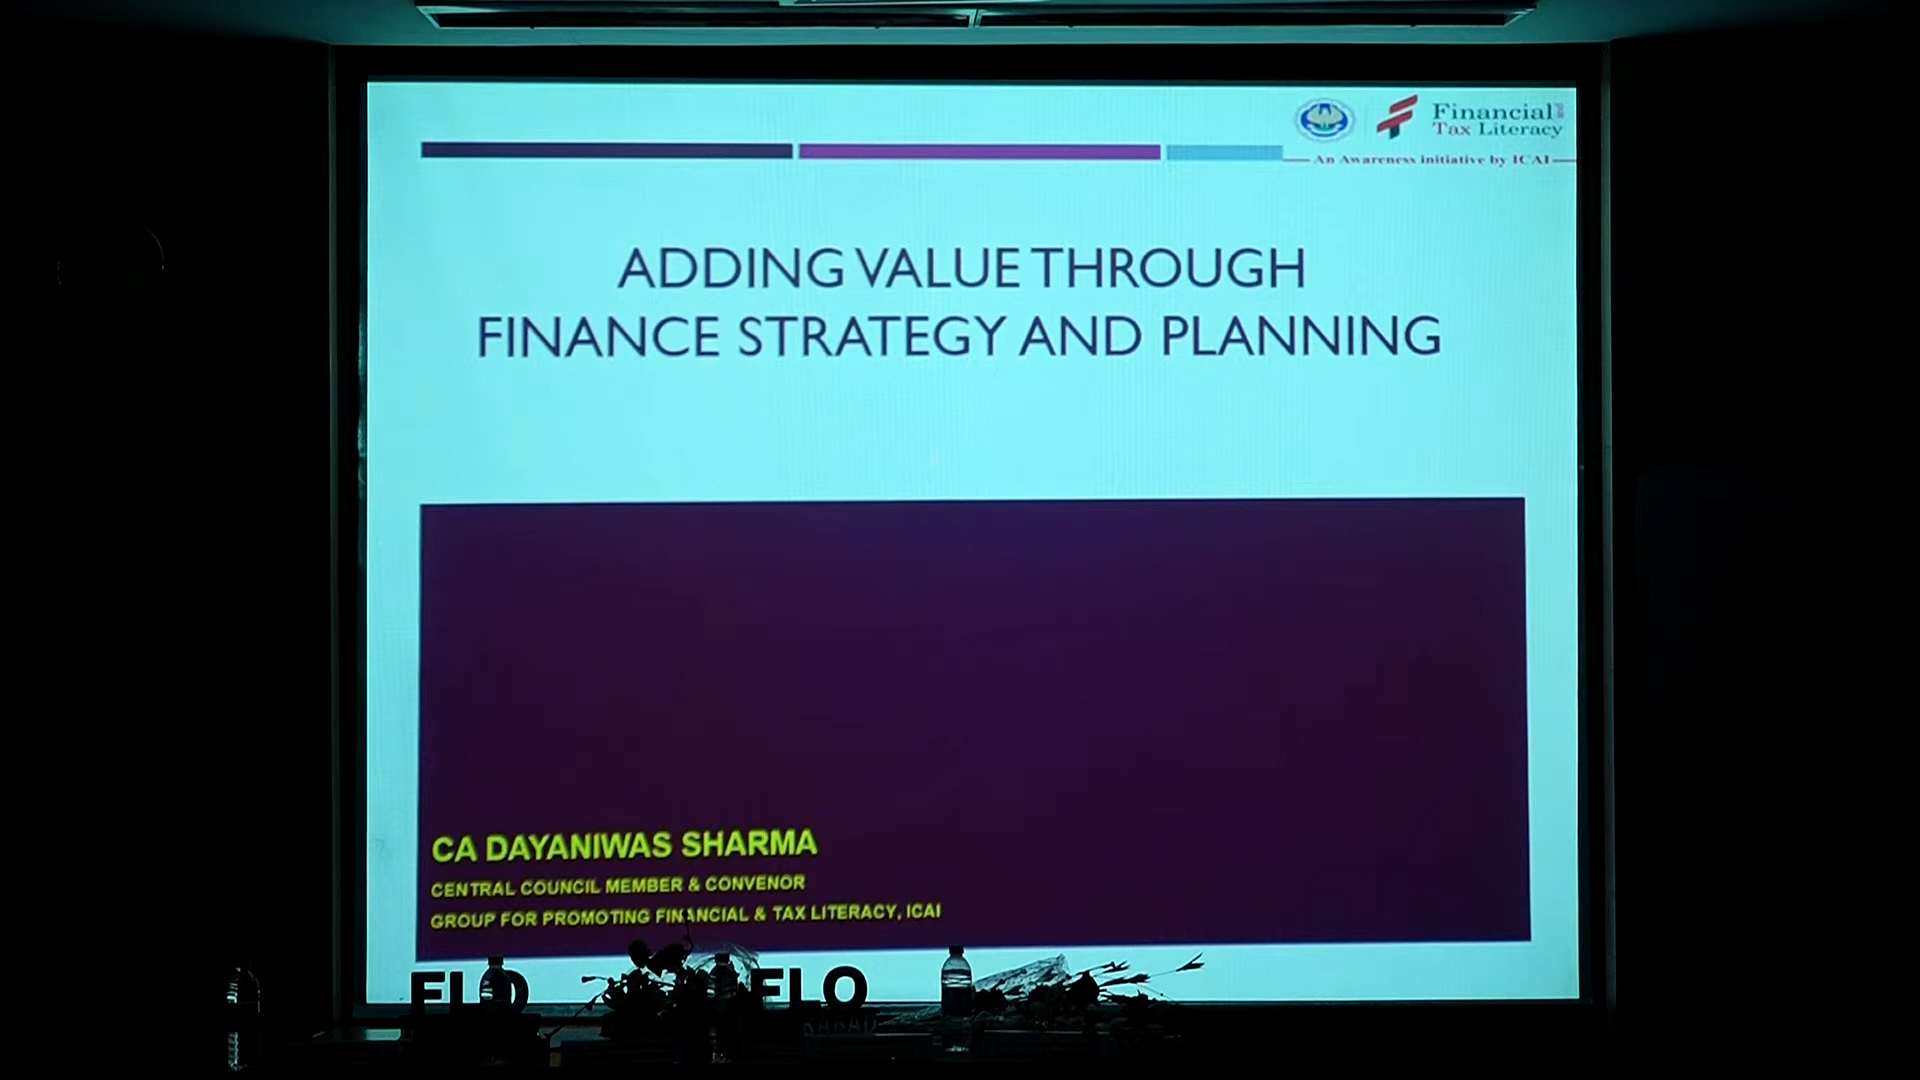 Financial and
Tax Literacy
An Awareness initiative by ICAI
ADDING VALUE THROUGH
FINANCE STRATEGY AND PLANNING
CA DAYANIWAS SHARMA
CENTRAL COUNCIL MEMBER & CONVENOR
GROUP FOR PROMOTING FINANCIAL & TAX LITERACY, ICAI
FLO FLO